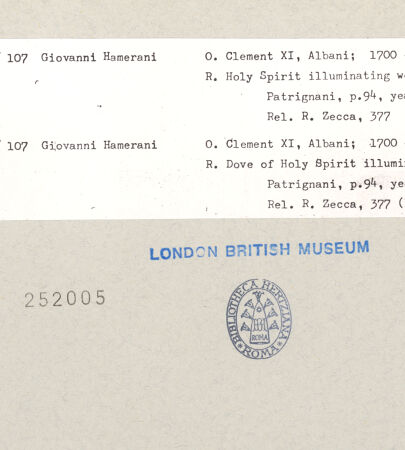 107 Giovanni Hamerani O. Clement XI, Albani; 1700
R. Holy Spirit illuminating
Patrignani, p.94,
Rel. R. Zecca, 377
107 Giovanni Hamerani O. Clement XI, Albani; 1700
R. Dove of Holy Spirit
Patrignani, p.94,
Rel. R. Zecca, 377 (
LONDON BRITISH MUSEUM
252005
BIBLIOTHECA HERTZIANA
ROMA
ROMA